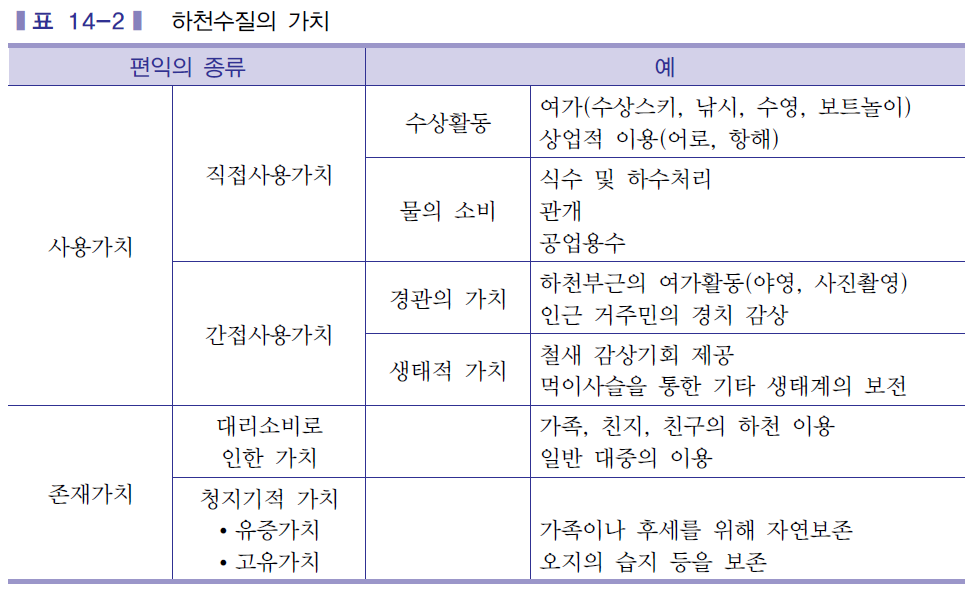 표 14-2 하천수질의 가치
편익의 종류 예
사용가치
직접사용가치
수상활동
여가(수상스키, 낚시, 수영, 보트놀이)
상업적 이용(어로, 항해)
물의 소비
식수 및 하수처리
관개
공업용수
간접사용가치
경관의 가치
하천부근의 여가활동(야영, 사진촬영)
인근 거주민의 경치 감상
생태적 가치
철새 감상기회 제공
먹이사슬을 통한 기타 생태계의 보전
존재가치
대리소비로
인한 가치
가족, 친지, 친구의 하천 이용
일반 대중의 이용
청지기적 가치
• 유증가치
• 고유가치
가족이나 후세를 위해 자연보존
오지의 습지 등을 보존